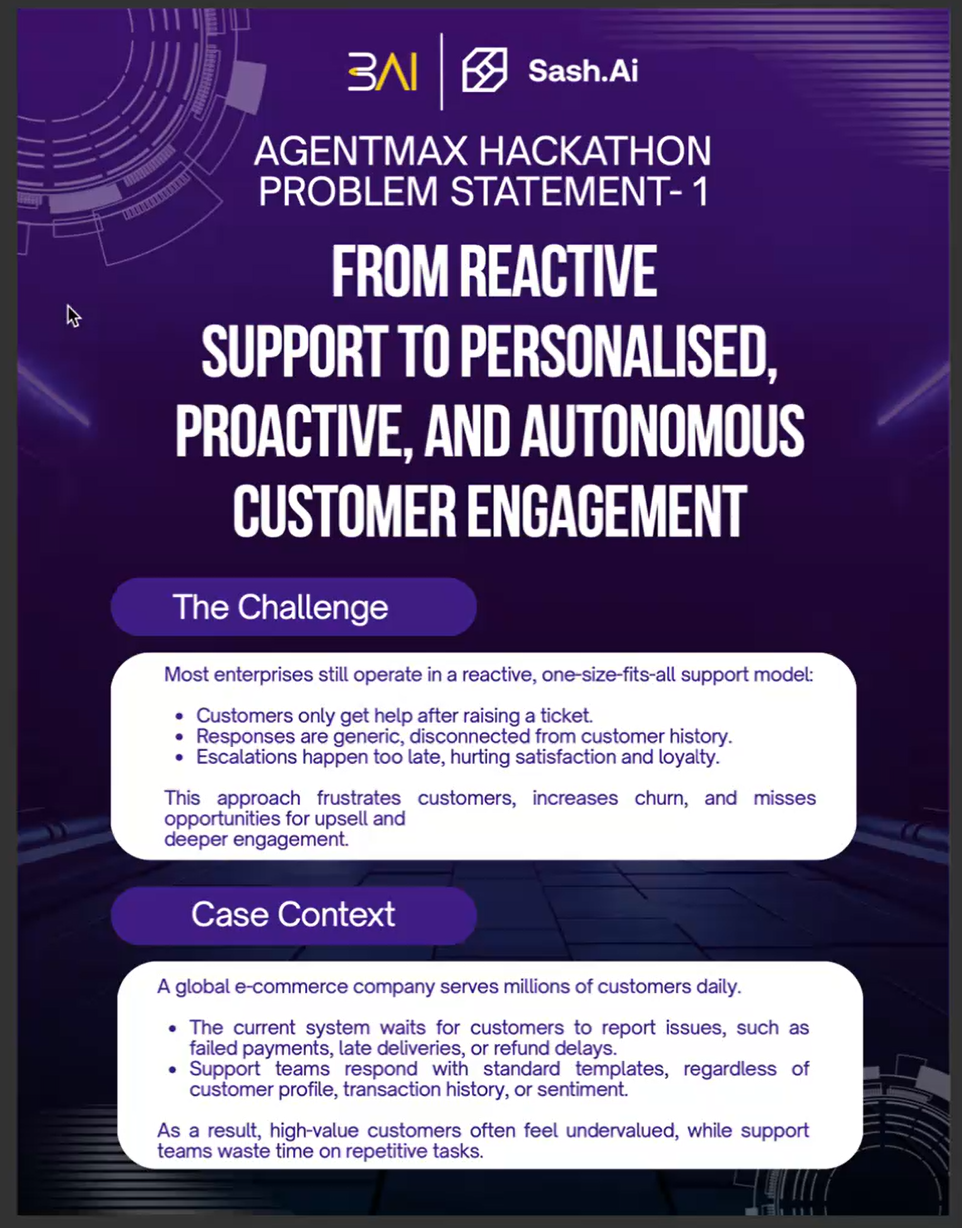 3AI
Sash.Ai
AGENTMAX HACKATHON
PROBLEM STATEMENT- 1
FROM REACTIVE
SUPPORT TO PERSONALISED,
PROACTIVE, AND AUTONOMOUS
CUSTOMER ENGAGEMENT
The Challenge
Most enterprises still operate in a reactive, one-size-fits-all support model:
• Customers only get help after raising a ticket.
• Responses are generic, disconnected from customer history.
• Escalations happen too late, hurting satisfaction and loyalty.
This approach frustrates customers, increases churn, and misses
opportunities for upsell and
deeper engagement.
Case Context
A global e-commerce company serves millions of customers daily.
• The current system waits for customers to report issues, such as
failed payments, late deliveries, or refund delays.
• Support teams respond with standard templates, regardless of
customer profile, transaction history, or sentiment.
As a result, high-value customers often feel undervalued, while support
teams waste time on repetitive tasks.